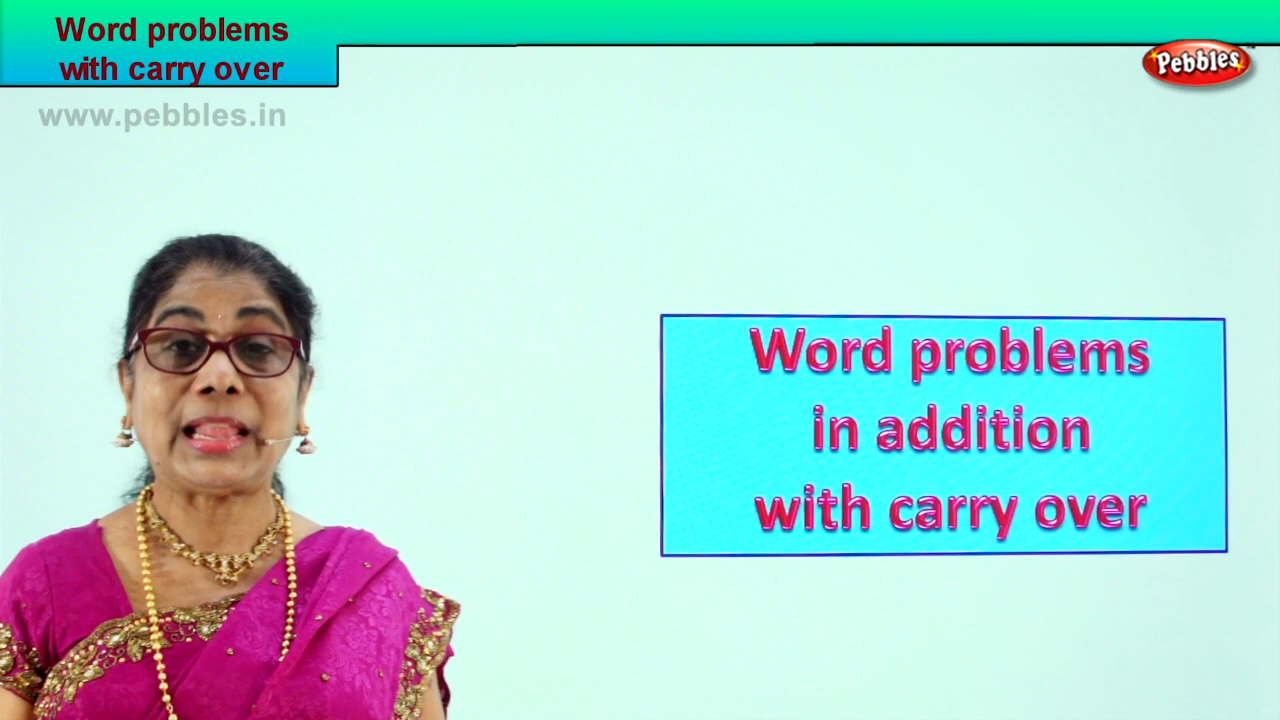 Word problems
with carry over
www.pebbles.in
Pebbles
Word problems
in addition
with carry over